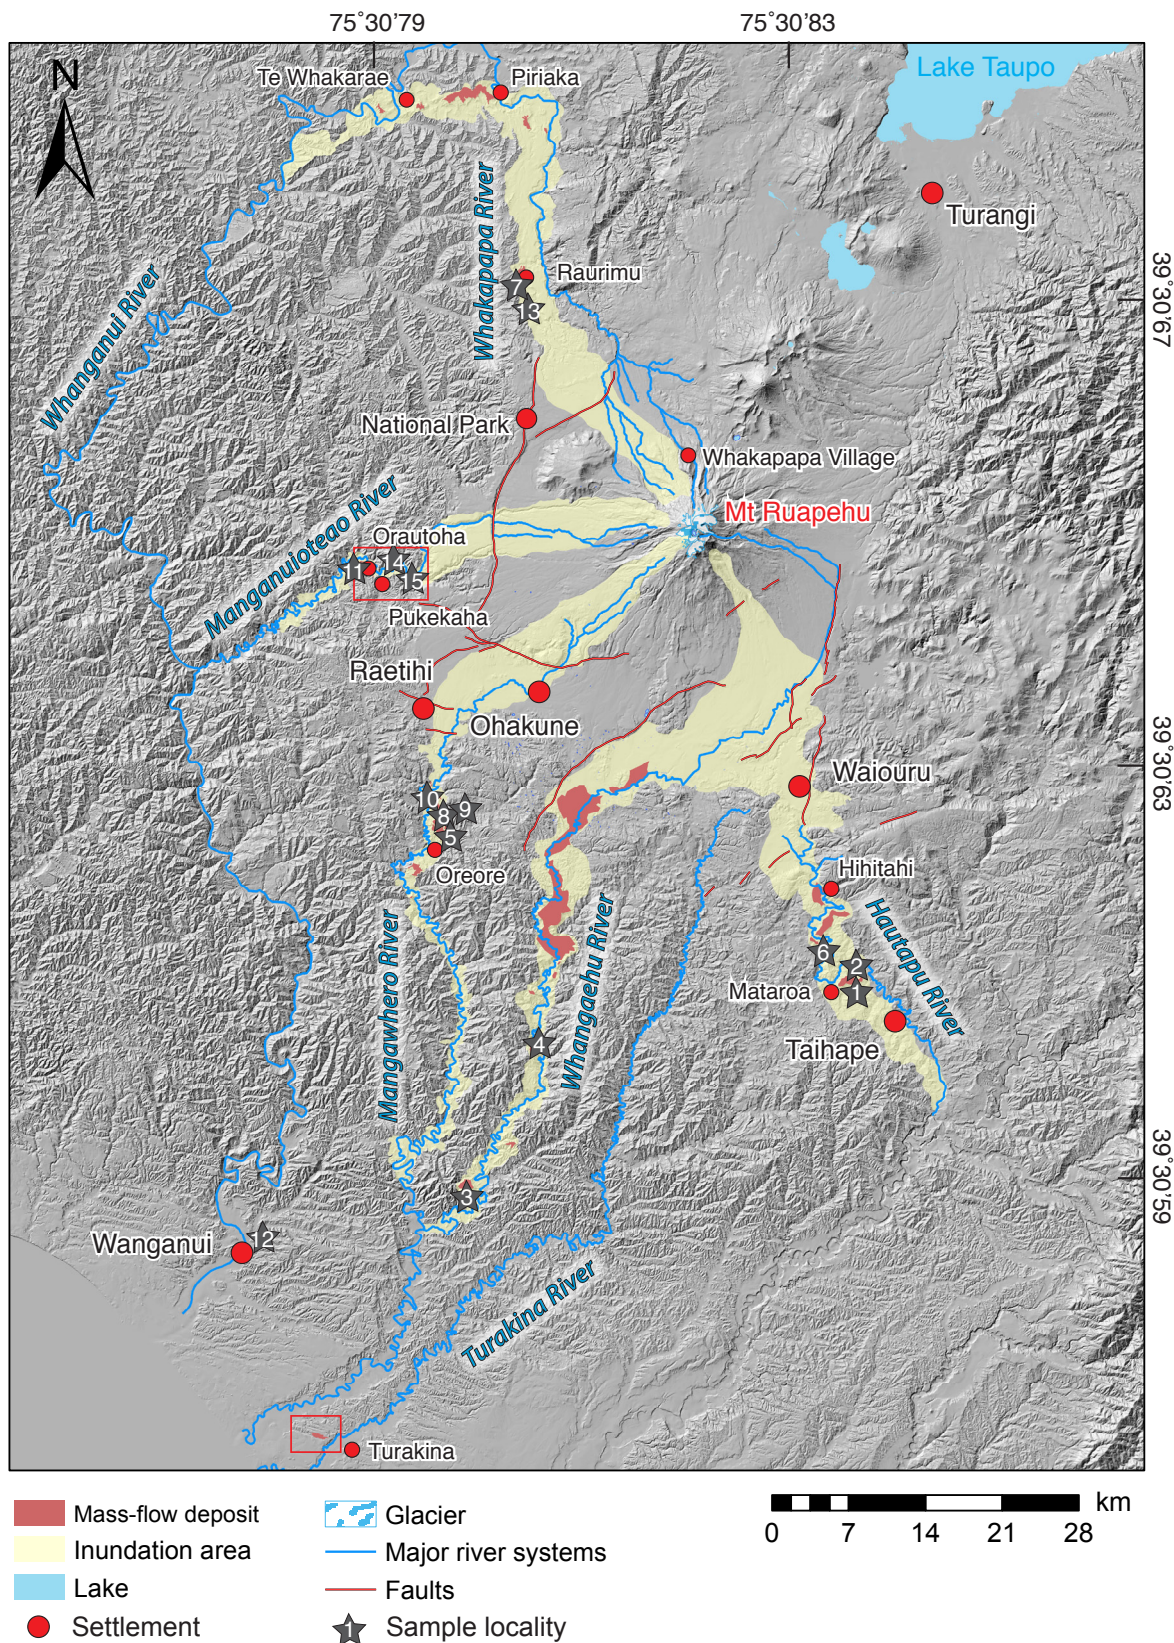 75˚30’79
75˚30’83
N
Te Whakarae
Piriaka
Lake Taupo
Turangi
Whakapapa River
Raurimu
7
13
39˚30’67
Whanganui River
National Park
Whakapapa Village
Mt Ruapehu
Manganuioteao River
Orautoha
11
14
15
Pukekaha
Raetihi
Ohakune
39˚30’63
Waiouru
10
8
9
5
Oreore
Hihitahi
Hautapu River
Mangawhero River
Whangaehu River
6
2
Mataroa
1
Taihape
4
3
39˚30’59
12
Wanganui
Turakina River
Turakina
Mass-flow deposit
Inundation area
Lake
Settlement
Glacier
Major river systems
Faults
1
Sample locality
km
0 7 14 21 28